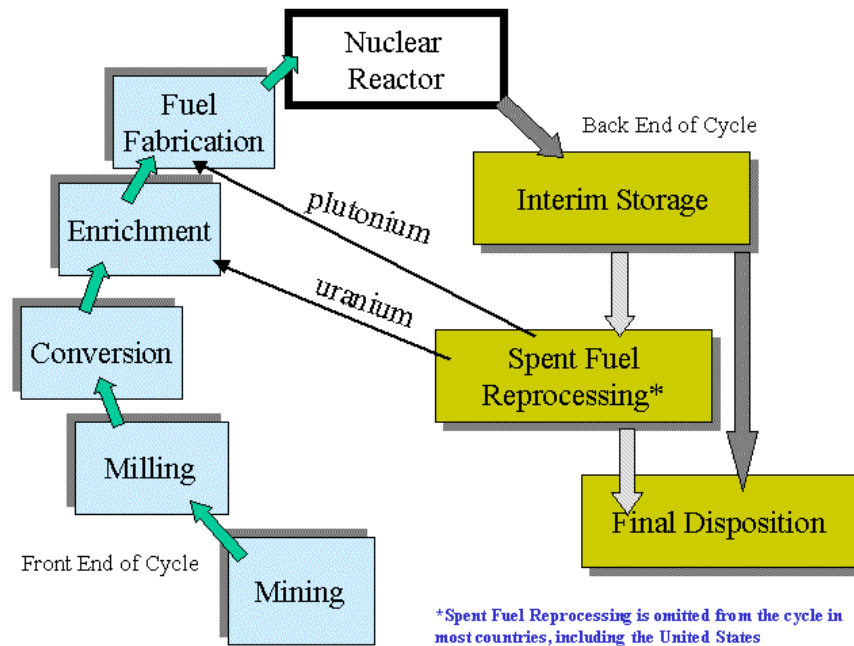 Nuclear
Reactor
Fuel
Fabrication
Back End of Cycle
Interim Storage
plutonium
Enrichment
uranium
Conversion
Spent Fuel
Reprocessing*
Milling
Final Disposition
Front End of Cycle
Mining
*Spent Fuel Reprocessing is omitted from the cycle in
most countries, including the United States